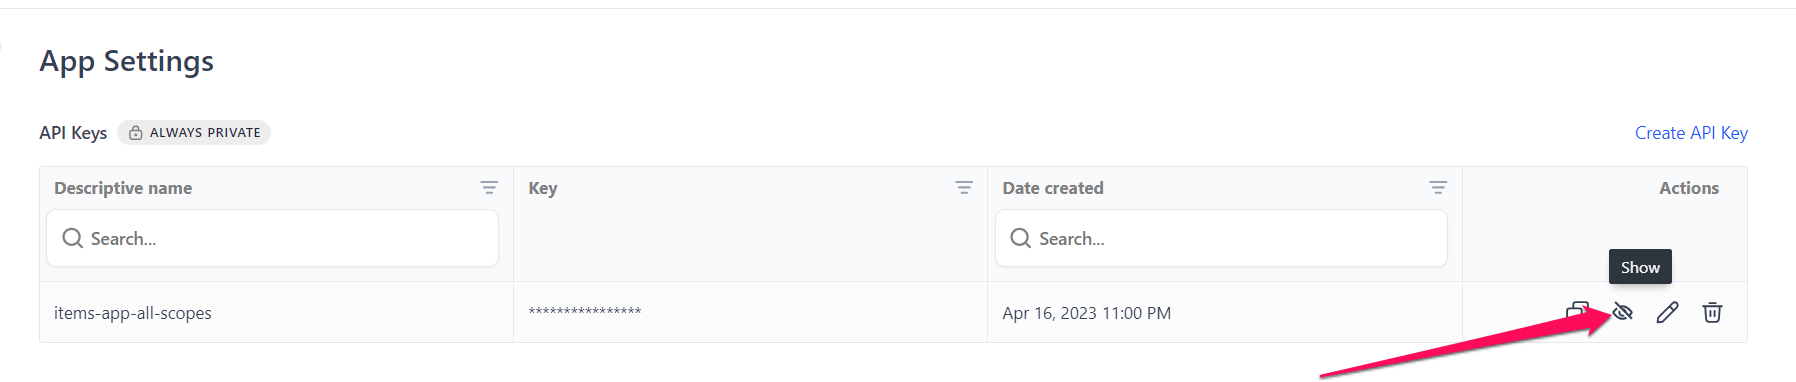 App Settings
API Keys ALWAYS PRIVATE Create API Key
Descriptive name Key Date created Actions
Search... Search...
Show
items-app-all-scopes **************** Apr 16, 2023 11:00 PM